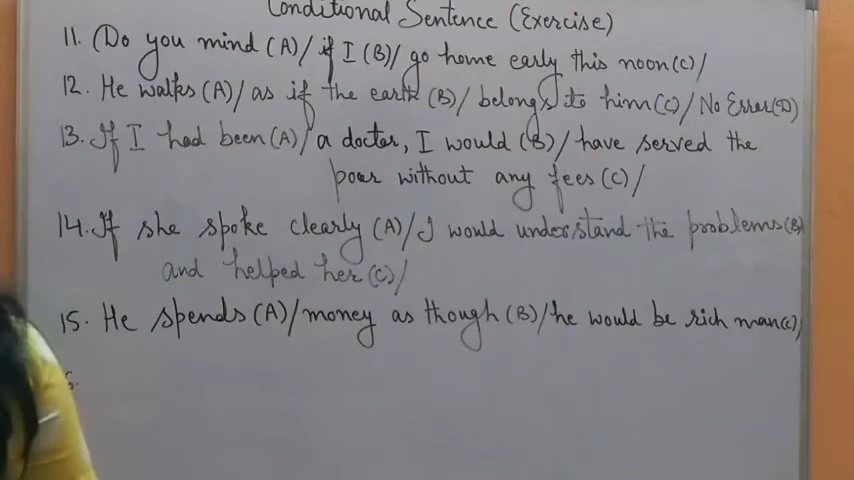 Conditional Sentence (Exercise)
11. (Do you mind (A)/ if I (B)/ go home early this noon (C)/
12. He walks (A)/ as if the earth (B)/ belongs to him (C)/ No Error (D)
13. If I had been (A)/ a doctor, I would (B)/ have served the
poor without any fees (C)/
14. If she spoke clearly (A)/ I would understand the problems (B)/
and helped her (C)/
15. He spends (A)/ money as though (B)/ he would be rich man (C)/